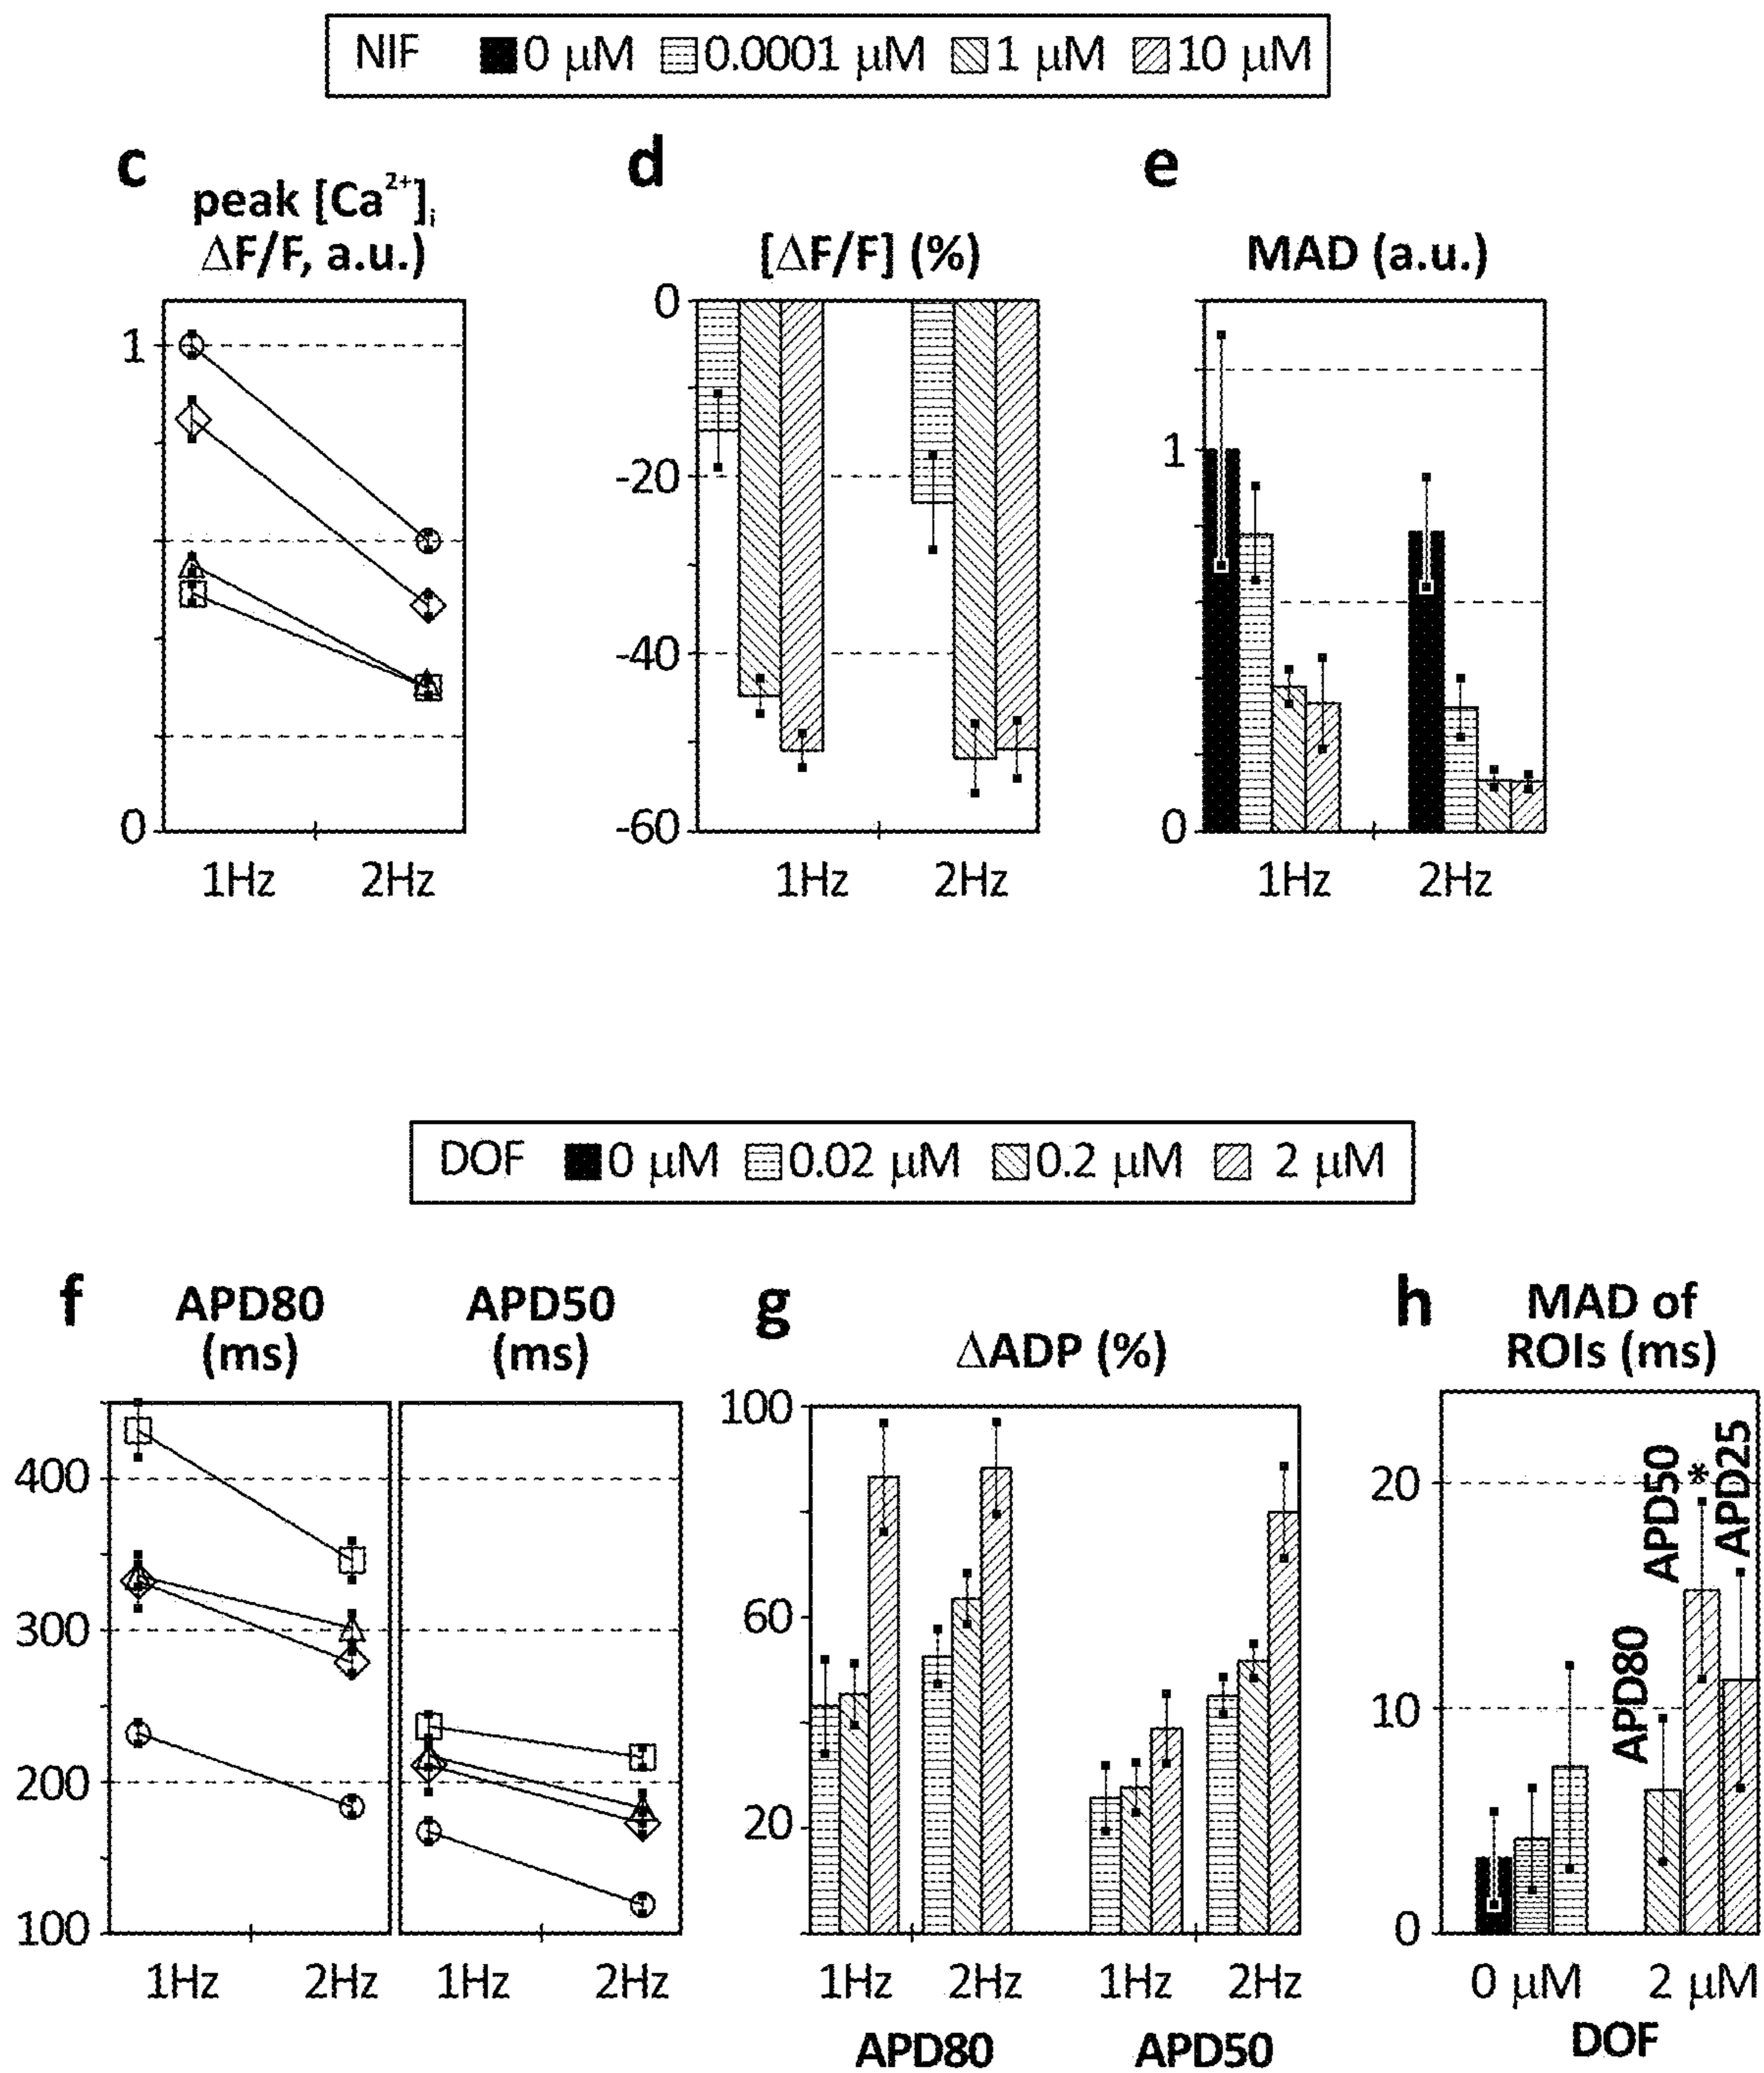 NIF 0 μM 0.0001 μM 1 μM 10 μM
c
peak [Ca²⁺]ᵢ
ΔF/F, a.u.)
1
0
1Hz 2Hz
d
[ΔF/F] (%)
0
-20
-40
-60
1Hz 2Hz
e
MAD (a.u.)
1
0
1Hz 2Hz
DOF 0 μM 0.02 μM 0.2 μM 2 μM
f
APD80
(ms)
APD50
(ms)
400
300
200
100
1Hz 2Hz 1Hz 2Hz
g
ΔADP (%)
100
60
20
1Hz 2Hz 1Hz 2Hz
APD80 APD50
h
MAD of
ROIs (ms)
20
10
0
APD80
APD50
*
APD25
0 μM 2 μM
DOF